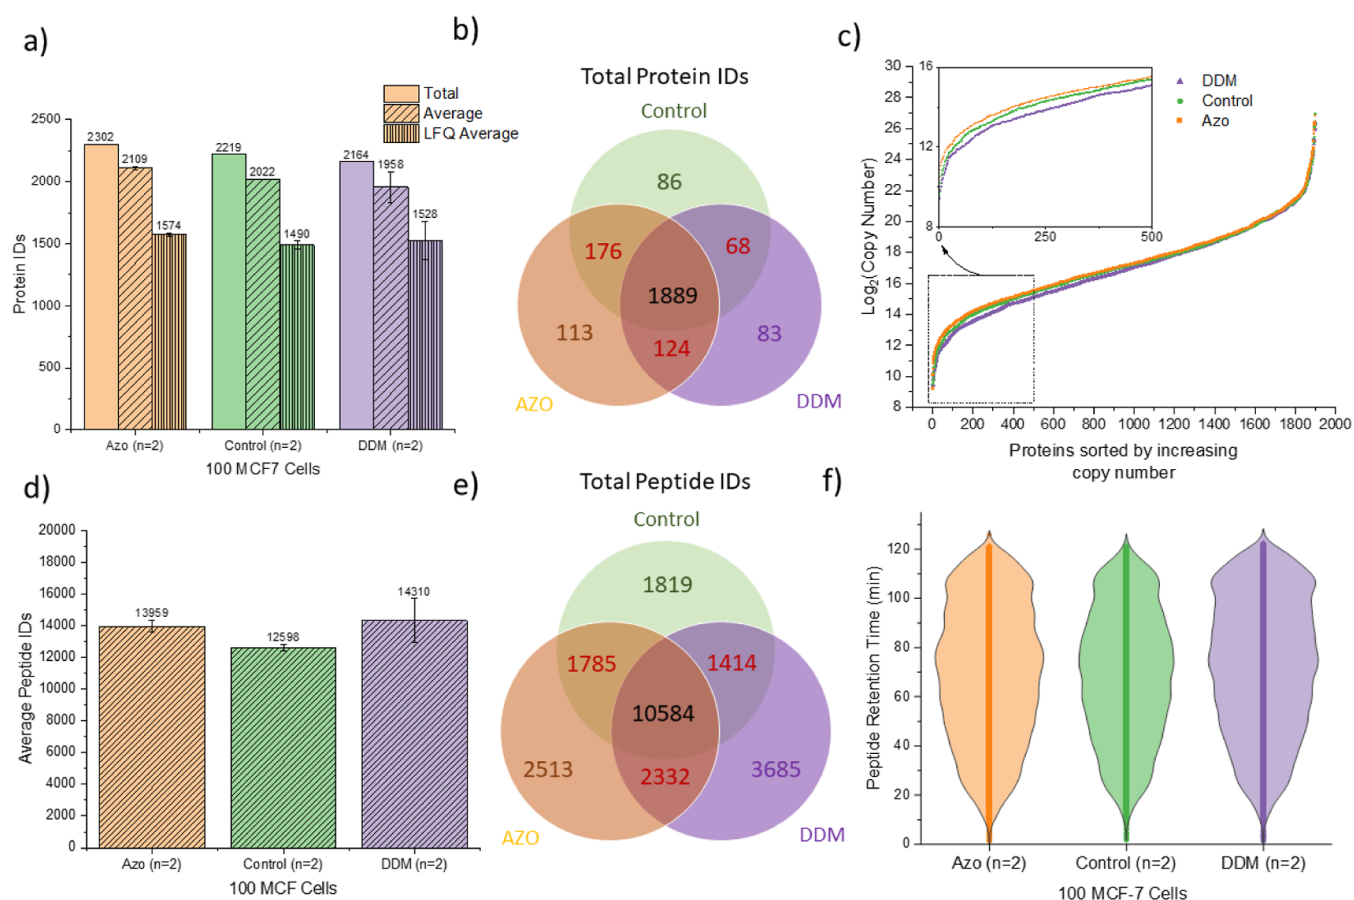 a)
Total
Average
LFQ Average
2500
2000
1500
1000
500
0
Protein IDs
2302
2109
1574
2219
2022
1490
2164
1958
1528
Azo (n=2)
Control (n=2)
DDM (n=2)
100 MCF7 Cells
b)
Total Protein IDs
Control
86
176
68
1889
113
124
83
AZO
DDM
c)
30
28
26
24
22
20
18
16
14
12
10
8
Log2(Copy Number)
16
12
8
0
250
500
DDM
Control
Azo
0
200
400
600
800
1000
1200
1400
1600
1800
2000
Proteins sorted by increasing
copy number
d)
20000
18000
16000
14000
12000
10000
8000
6000
4000
2000
0
Average Peptide IDs
13959
12598
14310
Azo (n=2)
Control (n=2)
DDM (n=2)
100 MCF Cells
e)
Total Peptide IDs
Control
1819
1785
1414
10584
2513
2332
3685
AZO
DDM
f)
120
100
80
60
40
20
0
Peptide Retention Time (min)
Azo (n=2)
Control (n=2)
DDM (n=2)
100 MCF-7 Cells